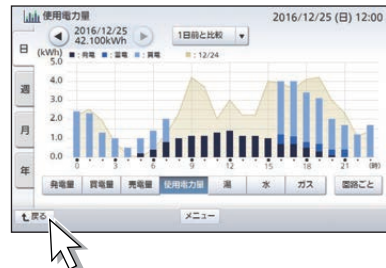 使用電力量 2016/12/25 (日) 12:00
2016/12/25
42.100kWh
1日前と比較
日
週
月
年
(kWh)
:発電 :蓄電 :買電 :12/24
5.0
4.0
3.0
2.0
1.0
0.0
0 3 6 9 12 15 18 21 (時)
発電量 買電量 売電量 使用電力量 湯 水 ガス 回路ごと
戻る メニュー